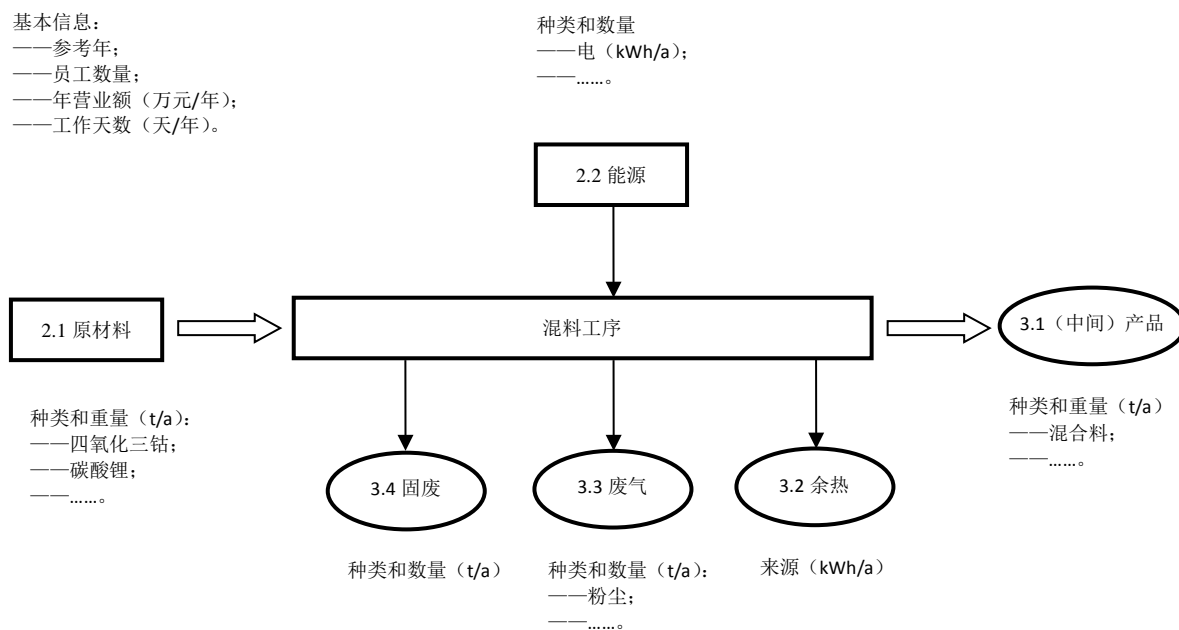 基本信息：
——参考年；
——员工数量；
——年营业额（万元/年）；
——工作天数（天/年）。
种类和数量
——电（kWh/a）；
——……。
2.2 能源
2.1 原材料
混料工序
3.1（中间）产品
种类和重量（t/a）：
——四氧化三钴；
——碳酸锂；
——……。
种类和重量（t/a）
——混合料；
——……。
3.4 固废
3.3 废气
3.2 余热
种类和数量（t/a）
种类和数量（t/a）：
——粉尘；
——……。
来源（kWh/a）